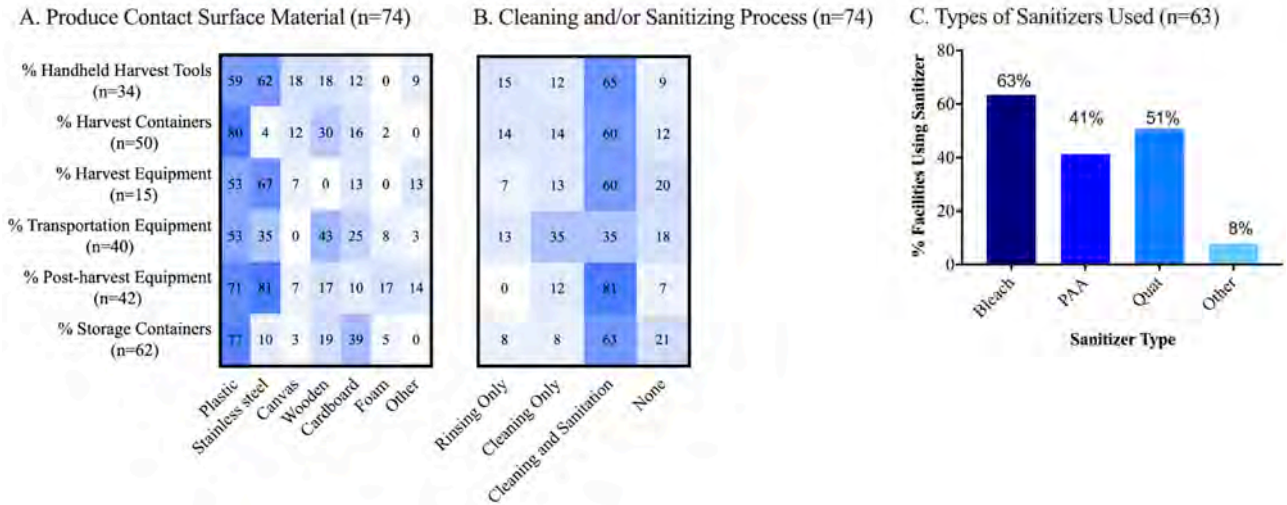 A. Produce Contact Surface Material (n=74)
B. Cleaning and/or Sanitizing Process (n=74)
C. Types of Sanitizers Used (n=63)
% Handheld Harvest Tools
(n=34)
59 62 18 18 12 0 9
15 12 65 9
% Harvest Containers
(n=50)
80 4 12 30 16 2 0
14 14 60 12
% Harvest Equipment
(n=15)
53 67 7 0 13 0 13
7 13 60 20
% Transportation Equipment
(n=40)
53 35 0 43 25 8 3
13 35 35 18
% Post-harvest Equipment
(n=42)
71 81 7 17 10 17 14
0 12 81 7
% Storage Containers
(n=62)
77 10 3 19 39 5 0
8 8 63 21
Plastic
Stainless steel
Canvas
Wooden
Cardboard
Foam
Other
Rinsing Only
Cleaning Only
Cleaning and Sanitation
None
% Facilities Using Sanitizer
80
60
40
20
0
63%
41%
51%
8%
Bleach
PAA
Quat
Other
Sanitizer Type